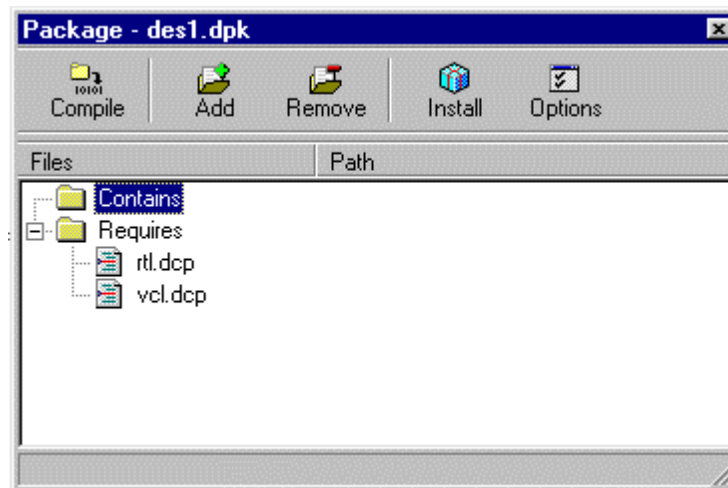 Package - des1.dpk
Compile Add Remove Install Options
Files Path
Contains
Requires
rtl.dcp
vcl.dcp